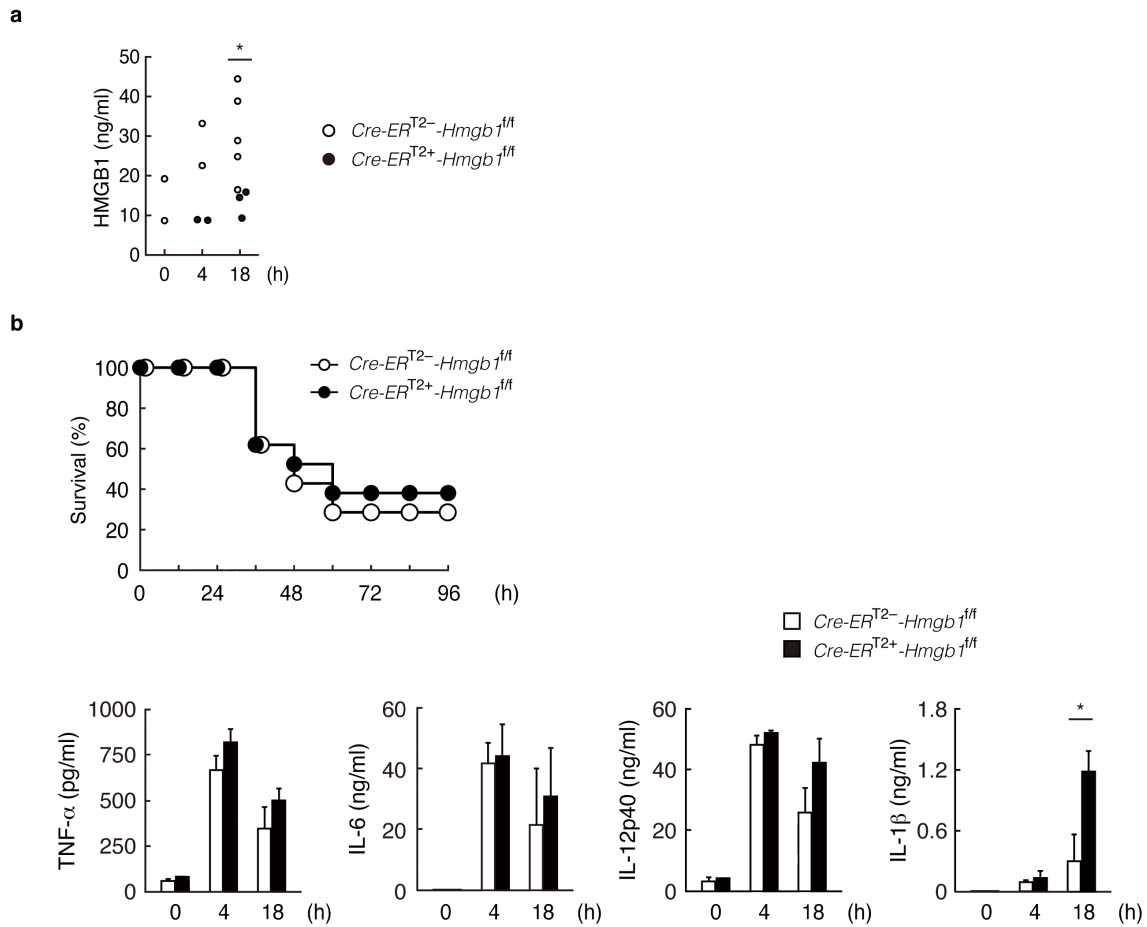 a
*
50
40
30
20
10
0
HMGB1 (ng/ml)
0 4 18 (h)
Cre-ER^T2−-Hmgb1^f/f
Cre-ER^T2+-Hmgb1^f/f
b
100
80
60
40
20
0
Survival (%)
0 24 48 72 96 (h)
Cre-ER^T2−-Hmgb1^f/f
Cre-ER^T2+-Hmgb1^f/f
Cre-ER^T2−-Hmgb1^f/f
Cre-ER^T2+-Hmgb1^f/f
1000
750
500
250
0
TNF-α (pg/ml)
0 4 18 (h)
60
40
20
0
IL-6 (ng/ml)
0 4 18 (h)
60
40
20
0
IL-12p40 (ng/ml)
0 4 18 (h)
*
1.8
1.2
0.6
0
IL-1β (ng/ml)
0 4 18 (h)